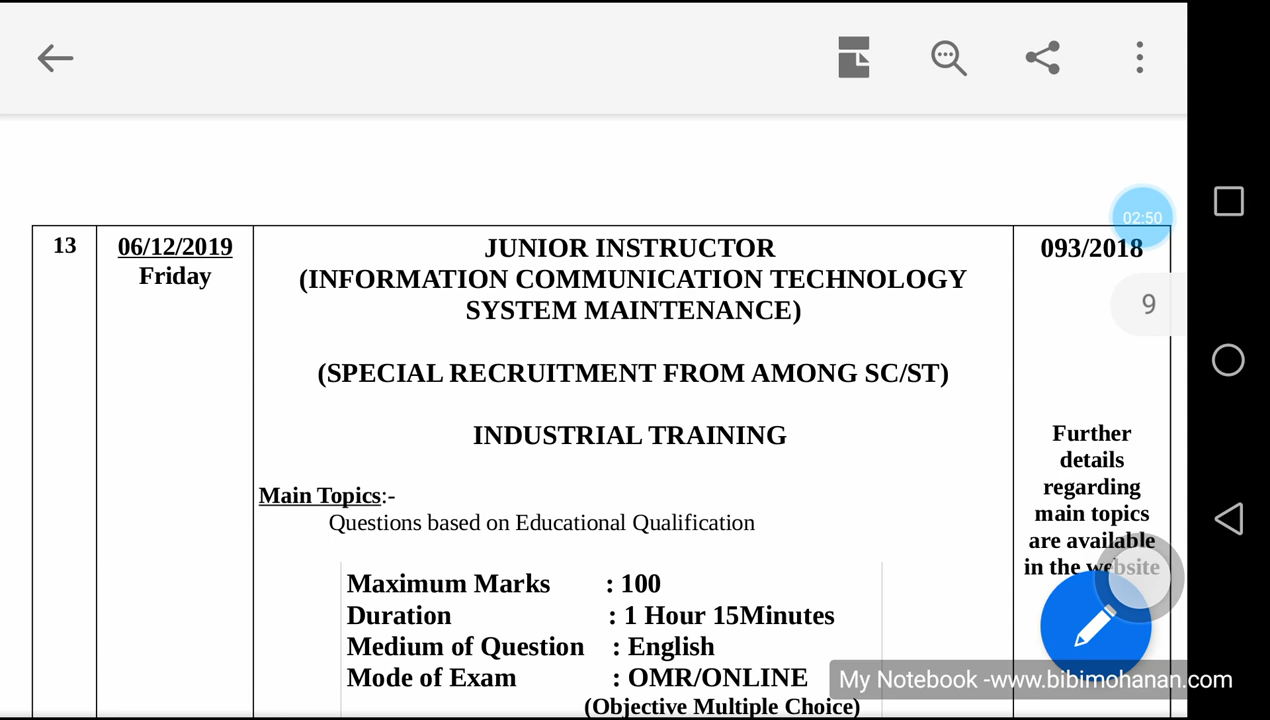 02:50
13
06/12/2019
Friday
JUNIOR INSTRUCTOR
(INFORMATION COMMUNICATION TECHNOLOGY
SYSTEM MAINTENANCE)
(SPECIAL RECRUITMENT FROM AMONG SC/ST)
INDUSTRIAL TRAINING
Main Topics:-
Questions based on Educational Qualification
Maximum Marks : 100
Duration : 1 Hour 15Minutes
Medium of Question : English
Mode of Exam : OMR/ONLINE
(Objective Multiple Choice)
093/2018
9
Further
details
regarding
main topics
are available
in the website
My Notebook -www.bibimohanan.com